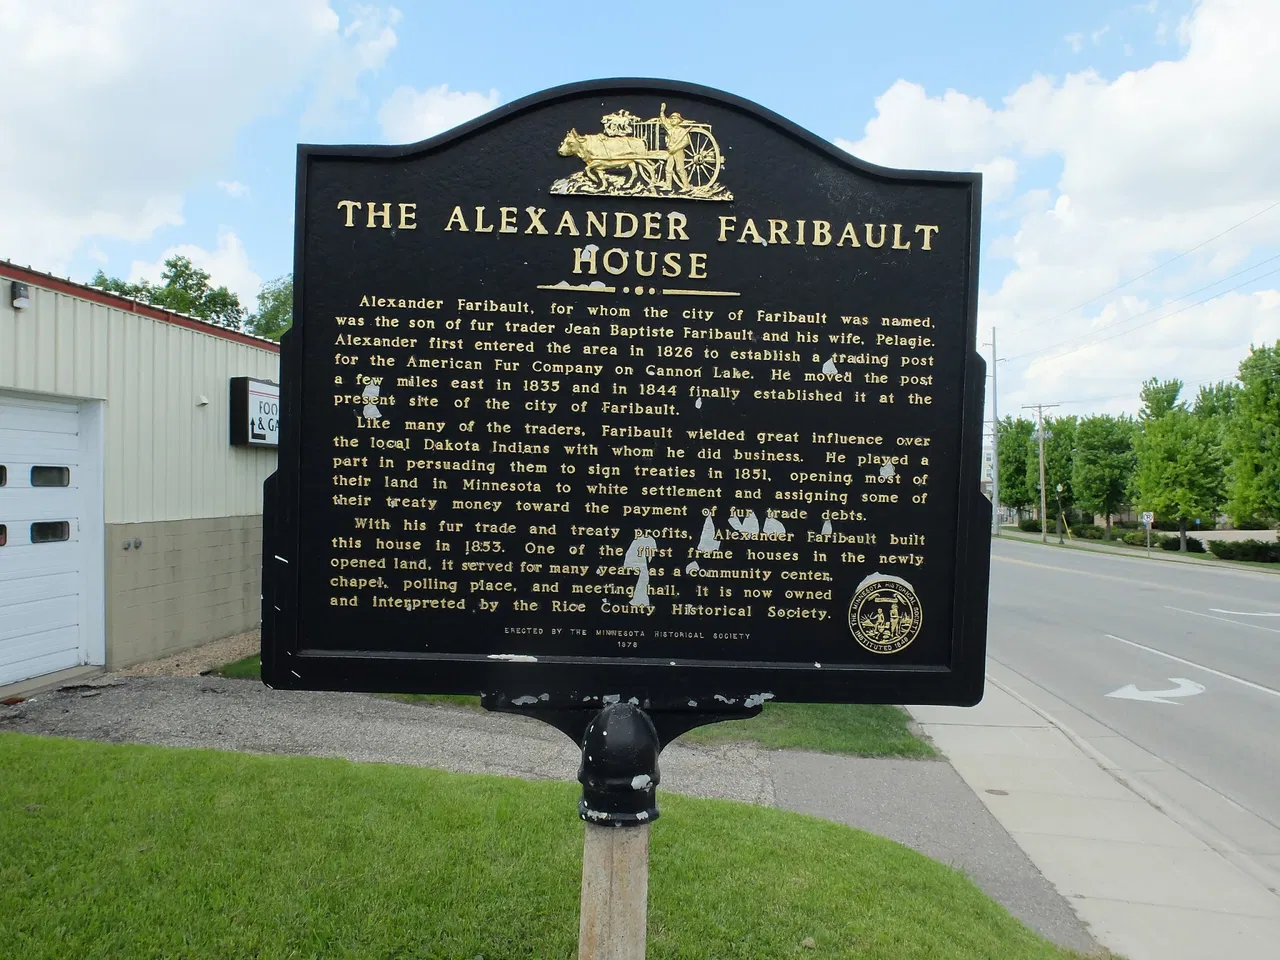 THE ALEXANDER FARIBAULT
HOUSE
Alexander Faribault, for whom the city of Faribault was named,
was the son of fur trader Jean Baptiste Faribault and his wife, Pelagie.
Alexander first entered the area in 1826 to establish a trading post
for the American Fur Company on Cannon Lake. He moved the post
a few miles east in 1835 and in 1844 finally established it at the
present site of the city of Faribault.
Like many of the traders, Faribault wielded great influence over
the local Dakota Indians with whom he did business. He played a
part in persuading them to sign treaties in 1851, opening most of
their land in Minnesota to white settlement and assigning some of
their treaty money toward the payment of fur trade debts.
With his fur trade and treaty profits, Alexander Faribault built
this house in 1853. One of the first frame houses in the newly
opened land, it served for many years as a community center,
chapel, polling place, and meeting hall. It is now owned
and interpreted by the Rice County Historical Society.
ERECTED BY THE MINNESOTA HISTORICAL SOCIETY
1978
THE MINNESOTA HISTORICAL SOCIETY
INSTITUTED 1849